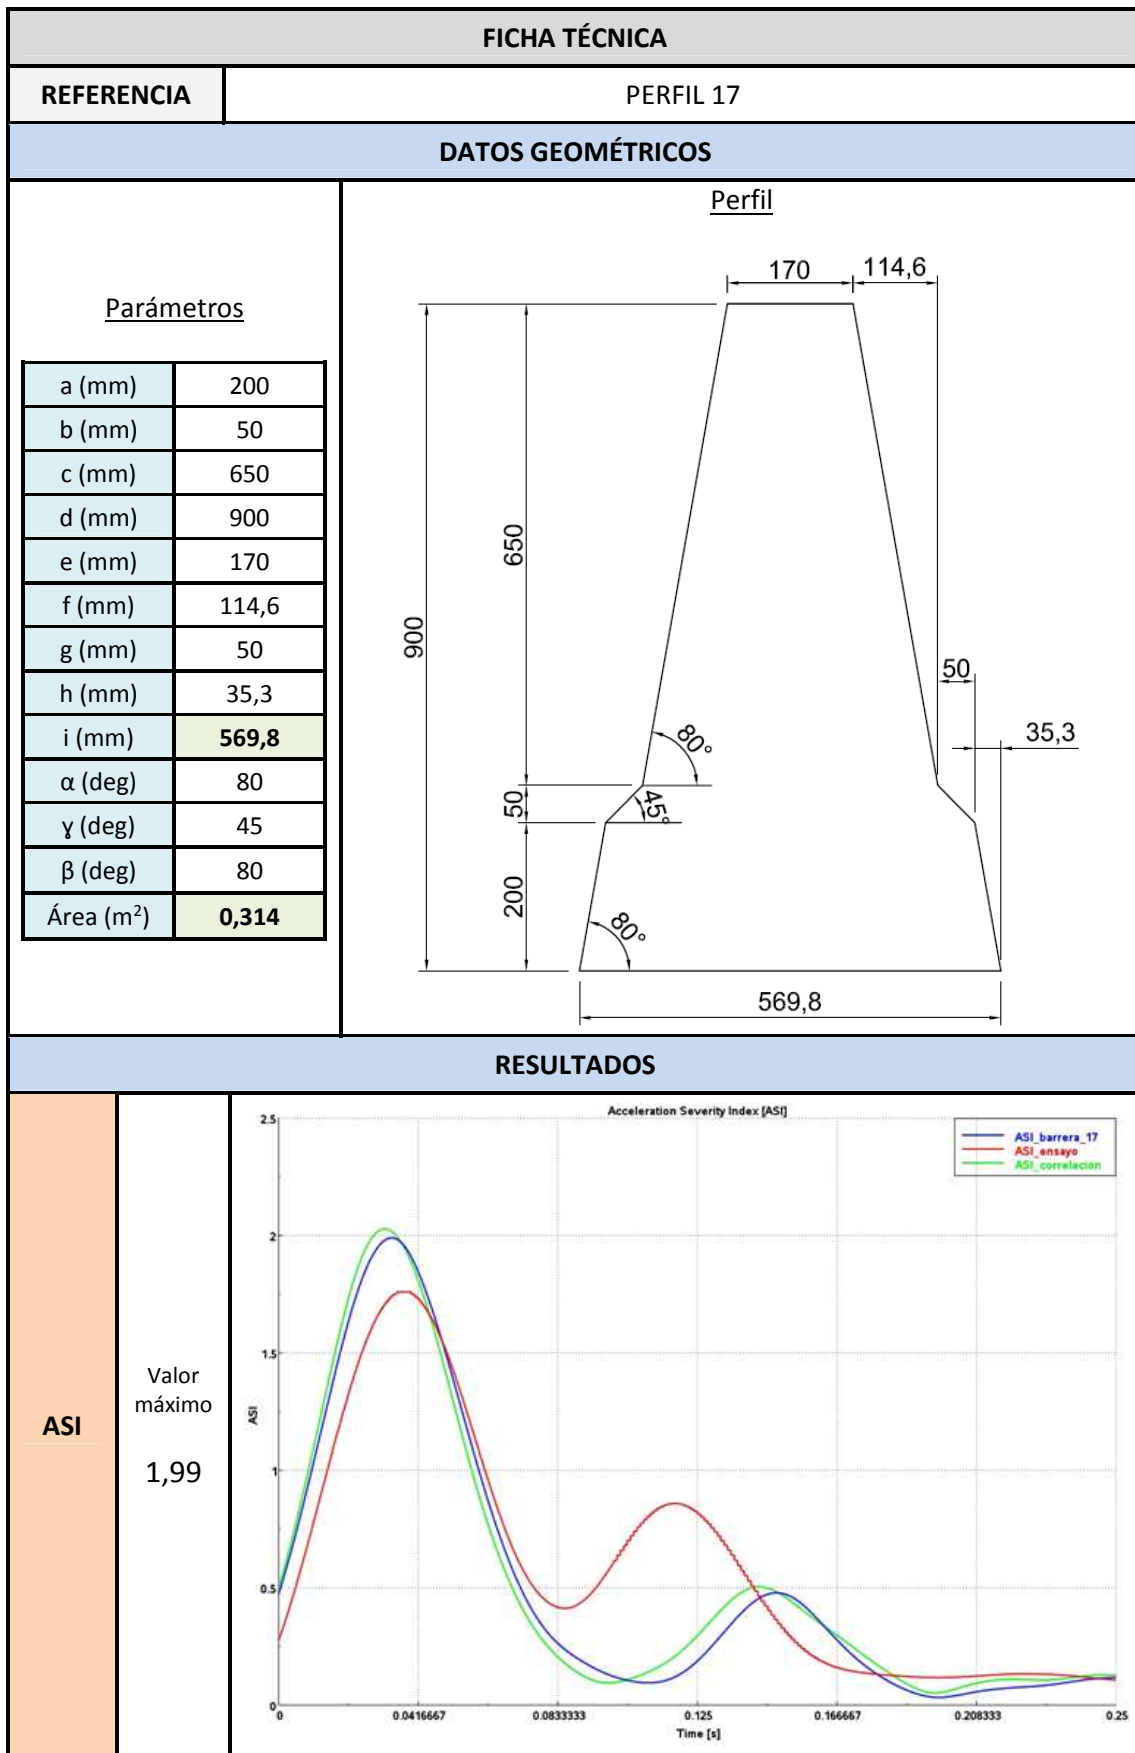 FICHA TÉCNICA
REFERENCIA PERFIL 17
DATOS GEOMÉTRICOS
Parámetros
a (mm) 200
b (mm) 50
c (mm) 650
d (mm) 900
e (mm) 170
f (mm) 114,6
g (mm) 50
h (mm) 35,3
i (mm) 569,8
α (deg) 80
ɣ (deg) 45
β (deg) 80
Área (m²) 0,314
Perfil
170 114,6
650
900
50
35,3
80°
50
45°
200
80°
569,8
RESULTADOS
ASI
Valor
máximo
1,99
Acceleration Severity Index [ASI]
ASI_barrera_17
ASI_ensayo
ASI_correlacion
2.5
2
1.5
1
0.5
0
ASI
0 0.0416667 0.0833333 0.125 0.166667 0.208333 0.25
Time [s]